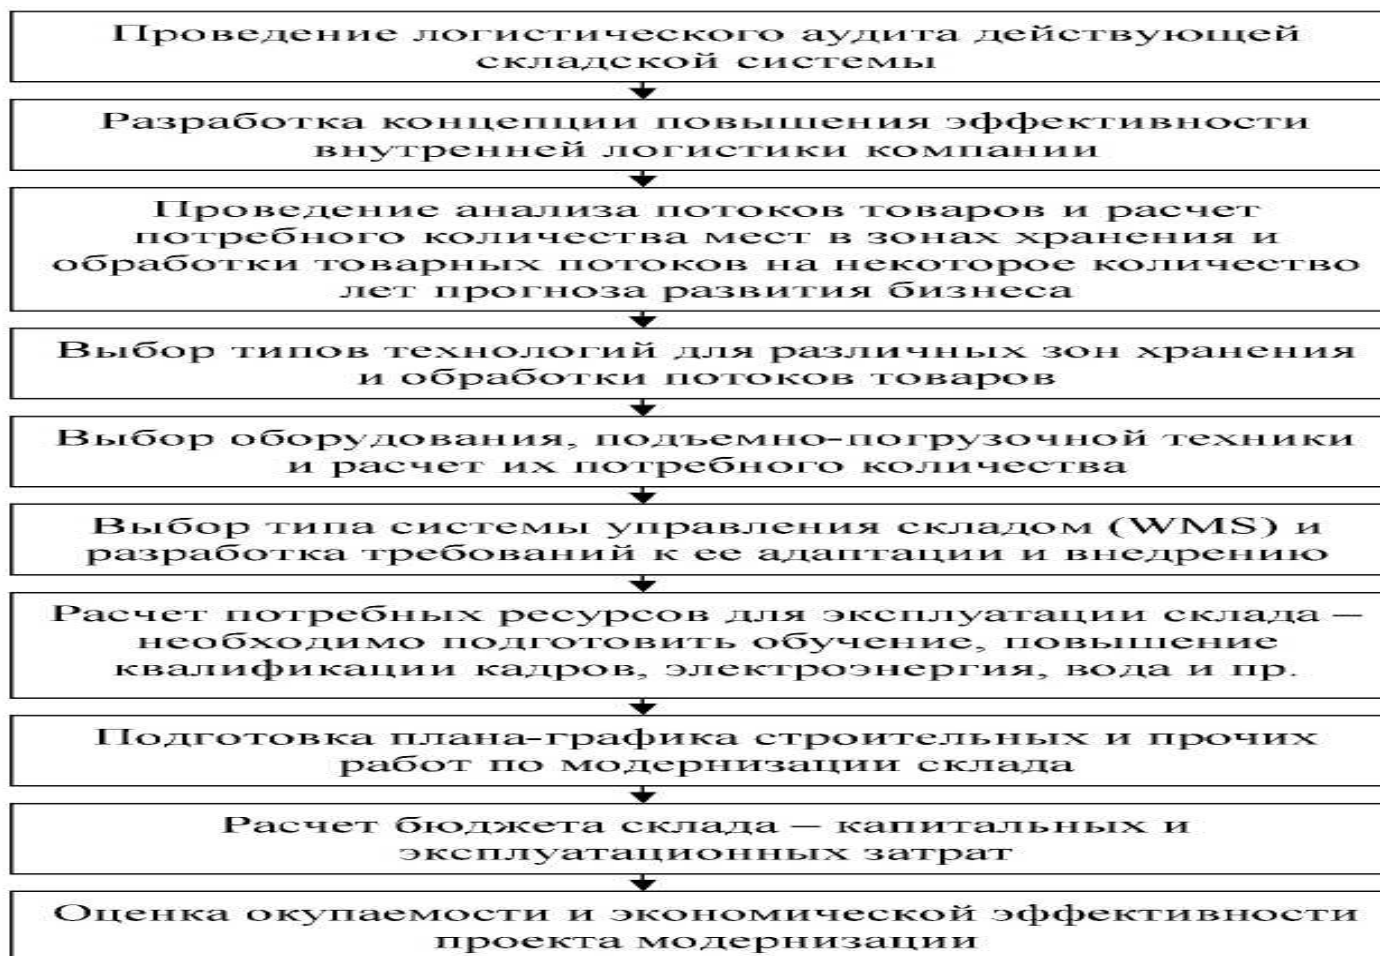 Проведение логистического аудита действующей
складской системы
Разработка концепции повышения эффективности
внутренней логистики компании
Проведение анализа потоков товаров и расчет
потребного количества мест в зонах хранения и
обработки товарных потоков на некоторое количество
лет прогноза развития бизнеса
Выбор типов технологий для различных зон хранения
и обработки потоков товаров
Выбор оборудования, подъемно-погрузочной техники
и расчет их потребного количества
Выбор типа системы управления складом (WMS) и
разработка требований к ее адаптации и внедрению
Расчет потребных ресурсов для эксплуатации склада –
необходимо подготовить обучение, повышение
квалификации кадров, электроэнергия, вода и пр.
Подготовка плана-графика строительных и прочих
работ по модернизации склада
Расчет бюджета склада – капитальных и
эксплуатационных затрат
Оценка окупаемости и экономической эффективности
проекта модернизации